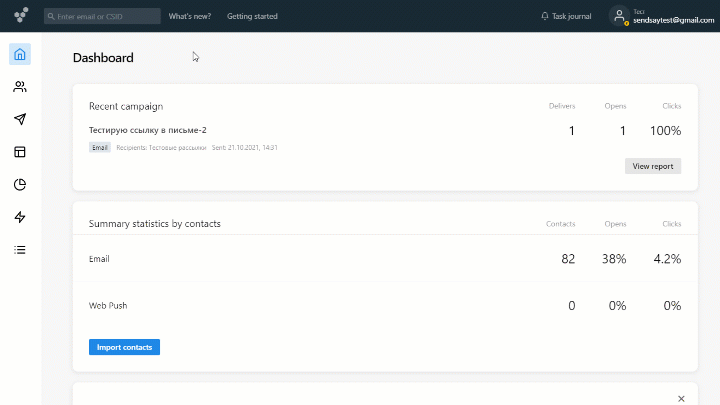 Enter email or CSID What's new? Getting started Task journal Тест
sendsaytest@gmail.com
Dashboard
Recent campaign Delivers Opens Clicks
Тестирую ссылку в письме-2 1 1 100%
Email Recipients: Тестовые рассылки Sent: 21.10.2021, 14:31
View report
Summary statistics by contacts Contacts Opens Clicks
Email 82 38% 4.2%
Web Push 0 0% 0%
Import contacts